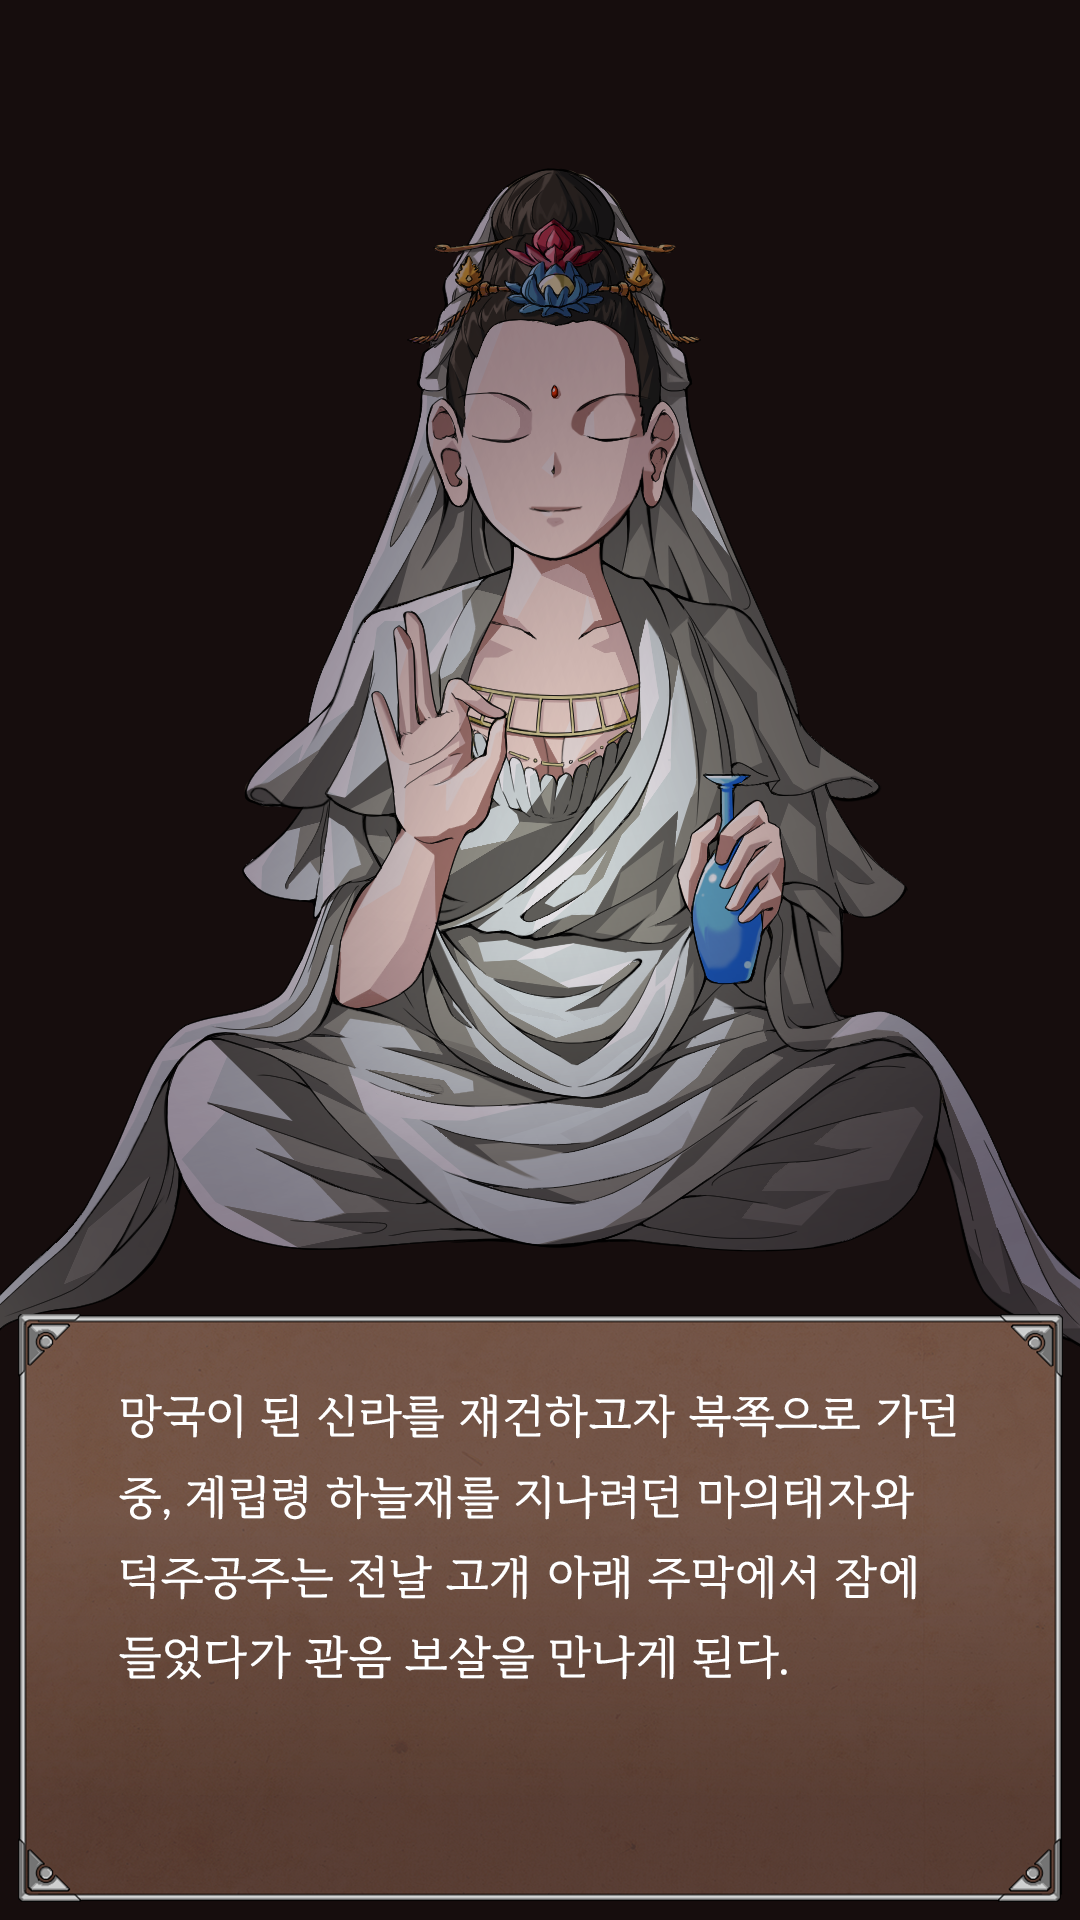 망국이 된 신라를 재건하고자 북쪽으로 가던
중, 계립령 하늘재를 지나려던 마의태자와
덕주공주는 전날 고개 아래 주막에서 잠에
들었다가 관음 보살을 만나게 된다.